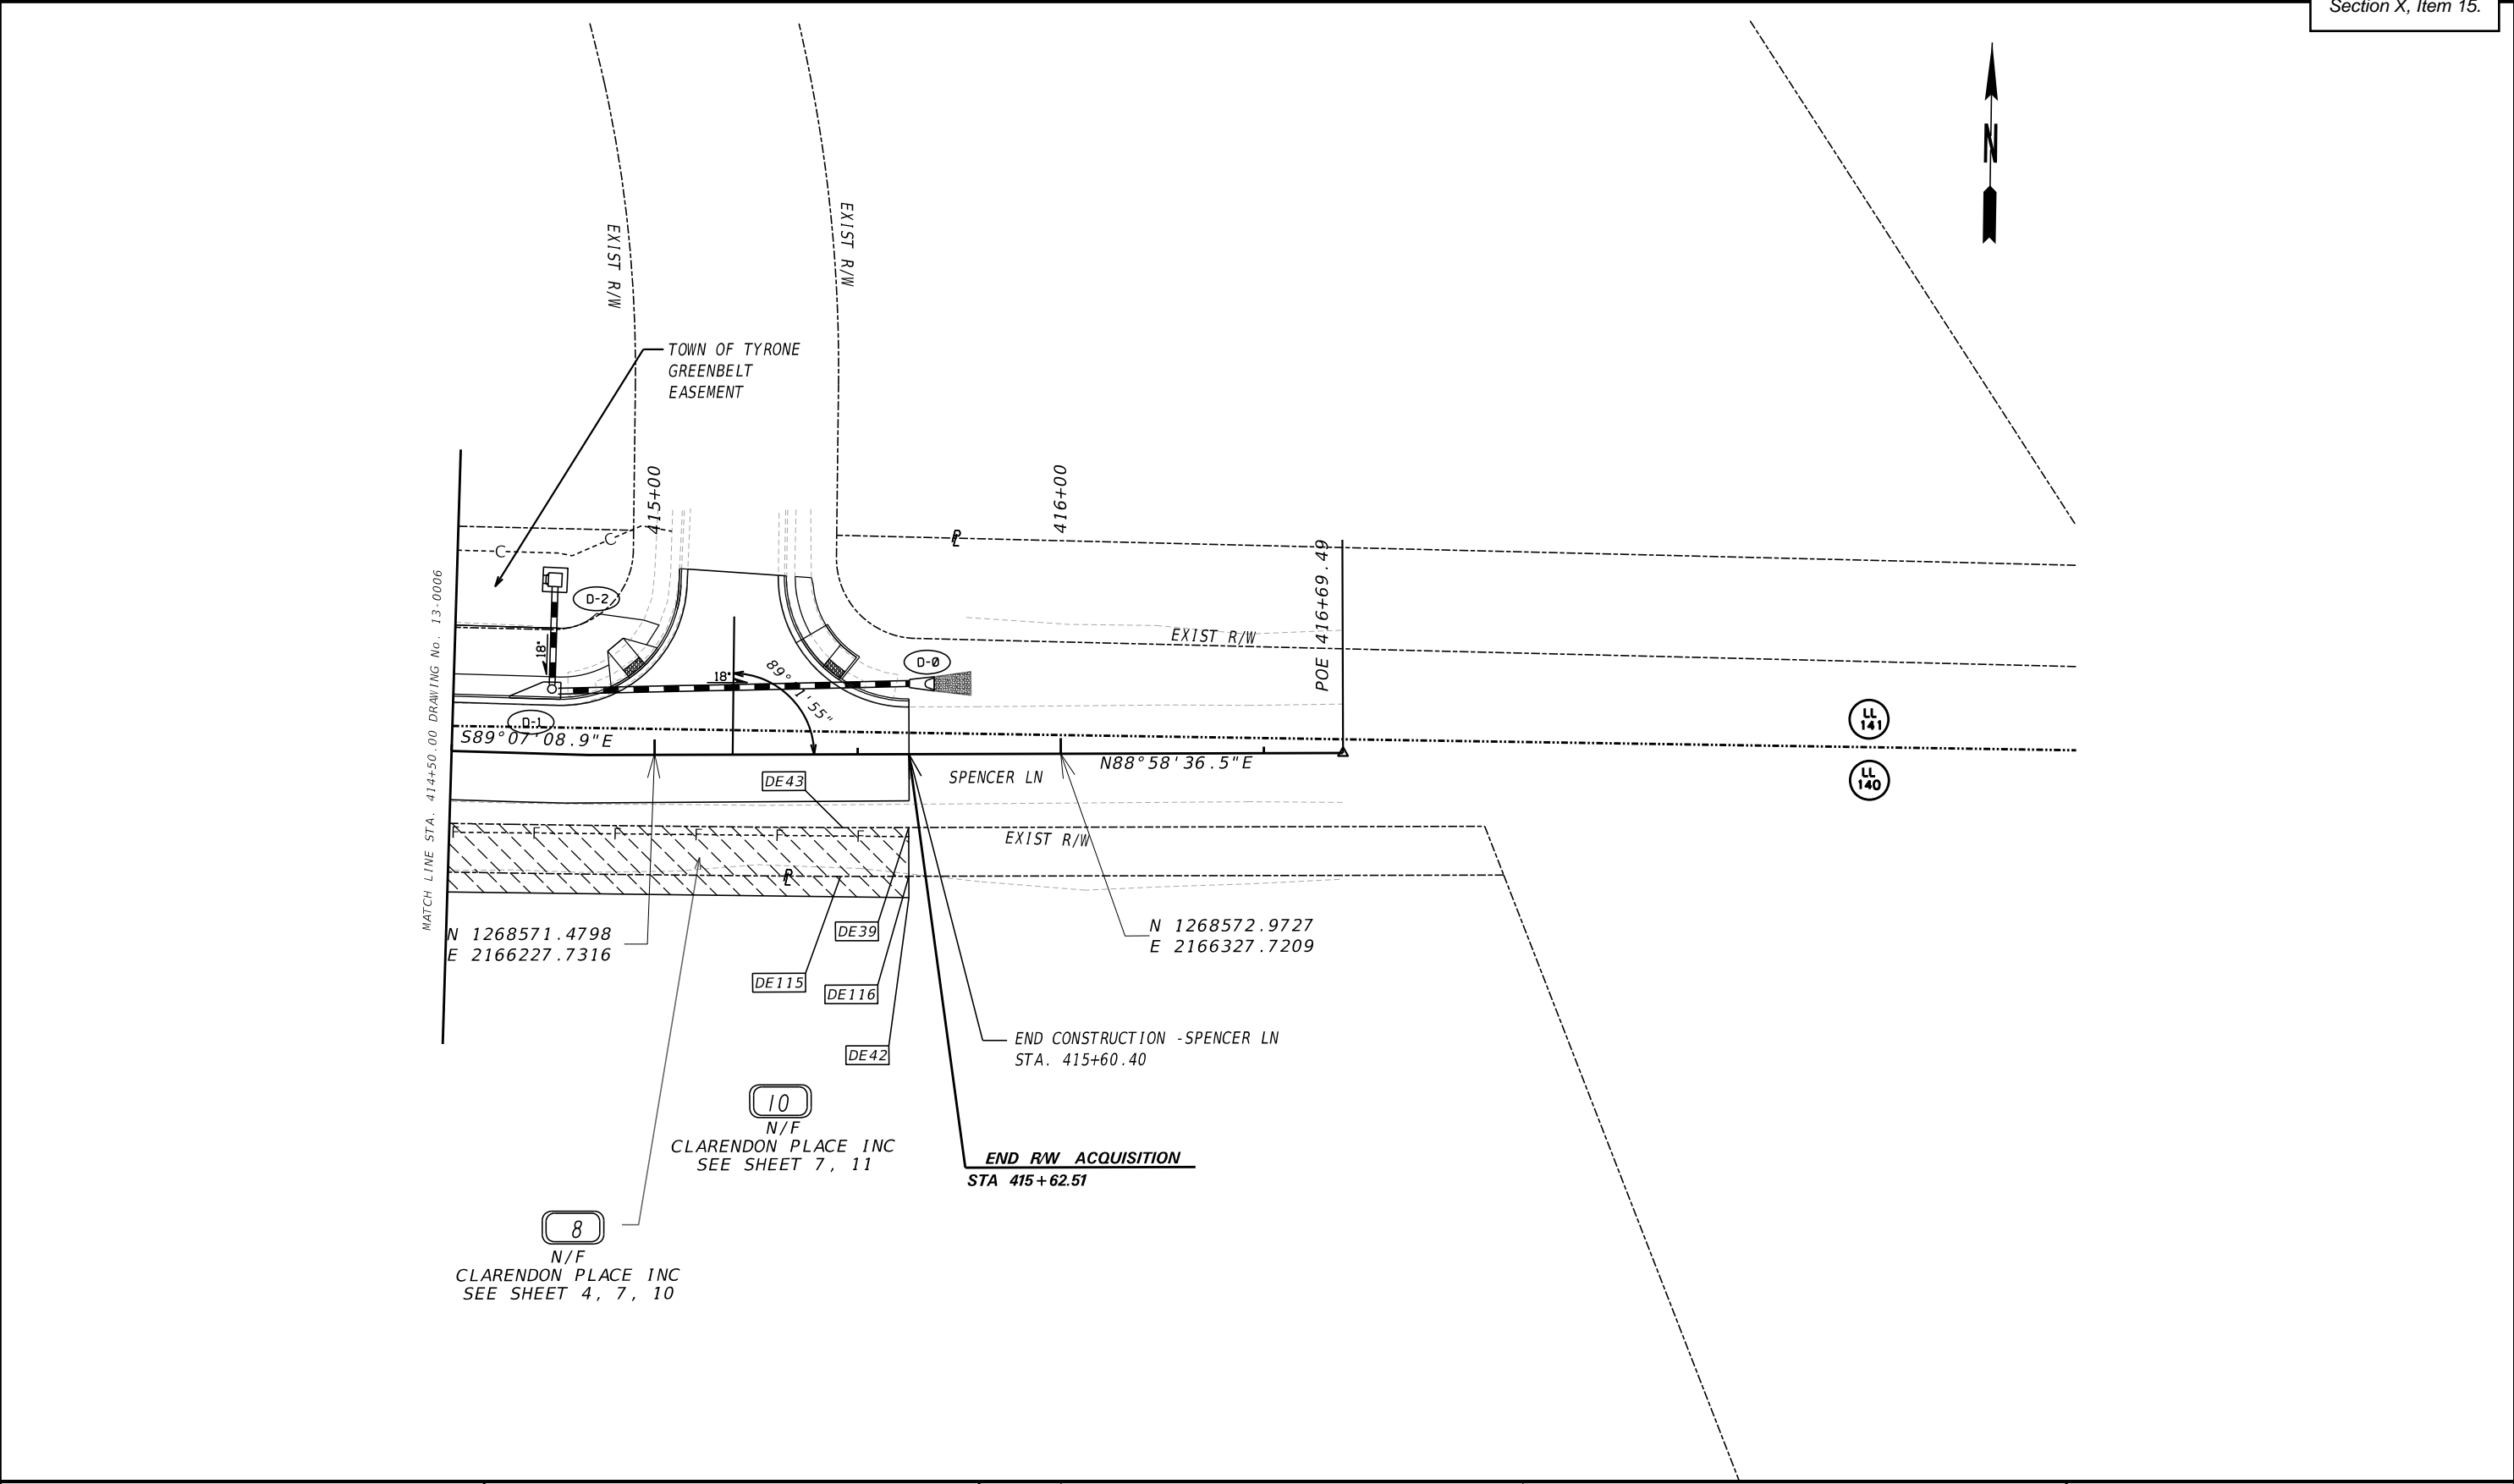 Section X, Item 15.
N
EXIST R/W
EXIST R/W
TOWN OF TYRONE
GREENBELT
EASEMENT
415+00
416+00
POE 416+69.49
MATCH LINE STA. 414+50.00 DRAWING No. 13-0006
C
C
PL
D-2
18"
EXIST R/W
D-0
18"
D-1
S89°07'08.9"E
LL
141
LL
140
N88°58'36.5"E
SPENCER LN
DE43
F F F F F F
EXIST R/W
PL
DE39
N 1268571.4798
E 2166227.7316
N 1268572.9727
E 2166327.7209
DE115
DE116
DE42
END CONSTRUCTION -SPENCER LN
STA. 415+60.40
10
N/F
CLARENDON PLACE INC
SEE SHEET 7, 11
END R/W ACQUISITION
STA 415+62.51
8
N/F
CLARENDON PLACE INC
SEE SHEET 4, 7, 10